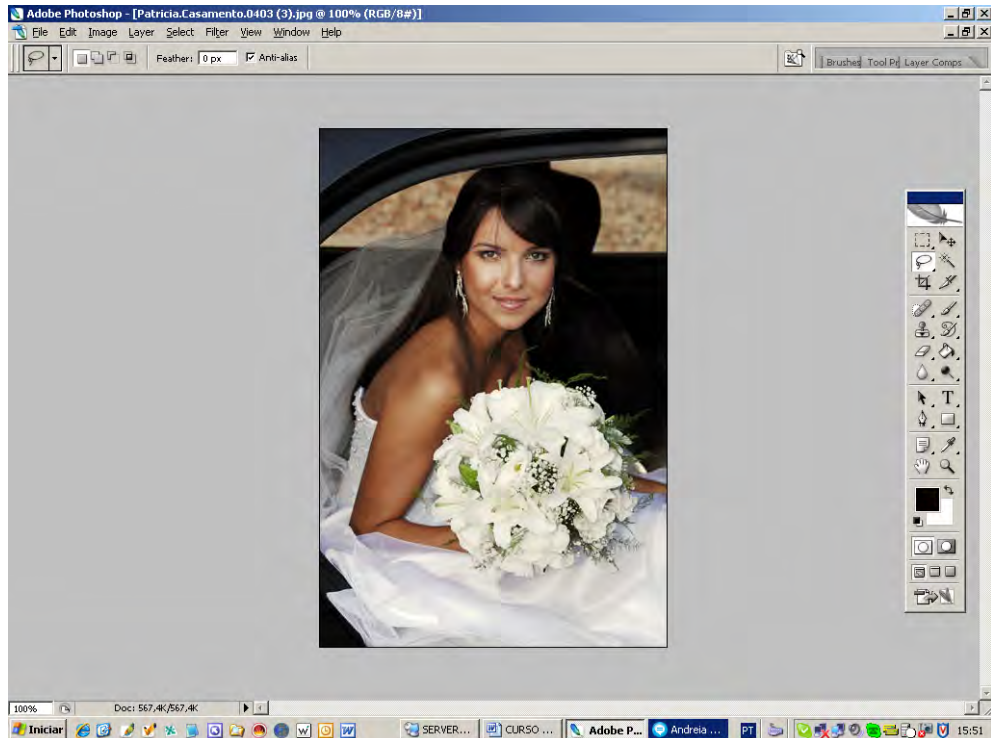 Adobe Photoshop - [Patricia.Casamento.0403 (3).jpg @ 100% (RGB/8#)]
File Edit Image Layer Select Filter View Window Help
Feather: 0 px Anti-alias Brushes Tool Pr Layer Comps
T
100% Doc: 567,4K/567,4K
Iniciar SERVER... CURSO ... Adobe P... Andreia ... PT 15:51